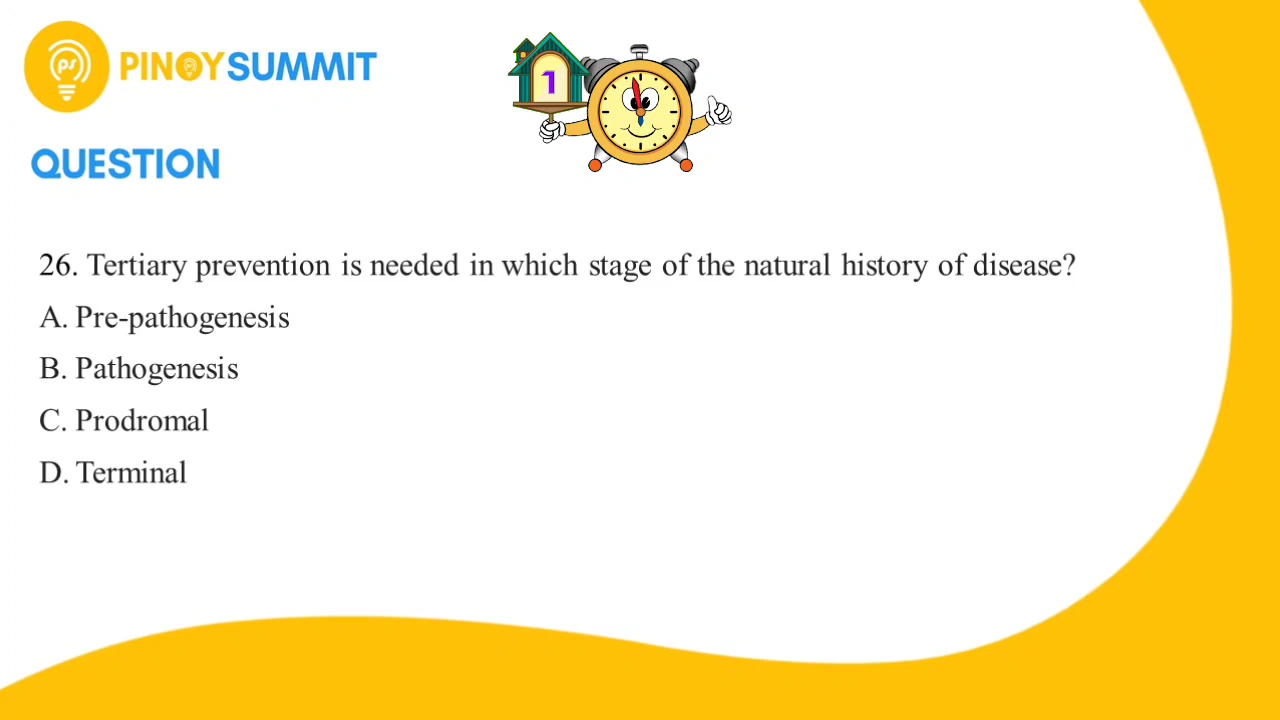 PINOYSUMMIT
1
QUESTION
26. Tertiary prevention is needed in which stage of the natural history of disease?
A. Pre-pathogenesis
B. Pathogenesis
C. Prodromal
D. Terminal